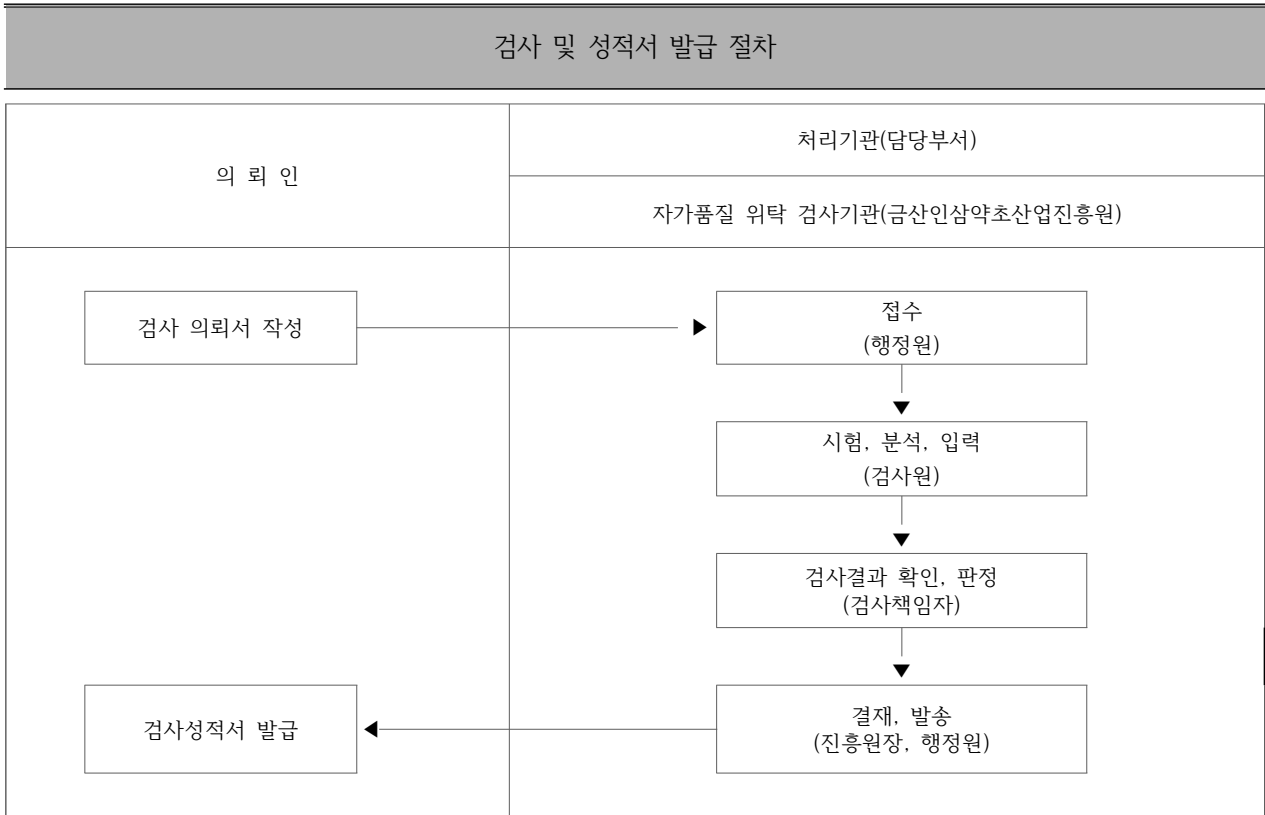 검사 및 성적서 발급 절차
의 뢰 인
처리기관(담당부서)
자가품질 위탁 검사기관(금산인삼약초산업진흥원)
검사 의뢰서 작성
접수
(행정원)
시험, 분석, 입력
(검사원)
검사결과 확인, 판정
(검사책임자)
검사성적서 발급
결재, 발송
(진흥원장, 행정원)